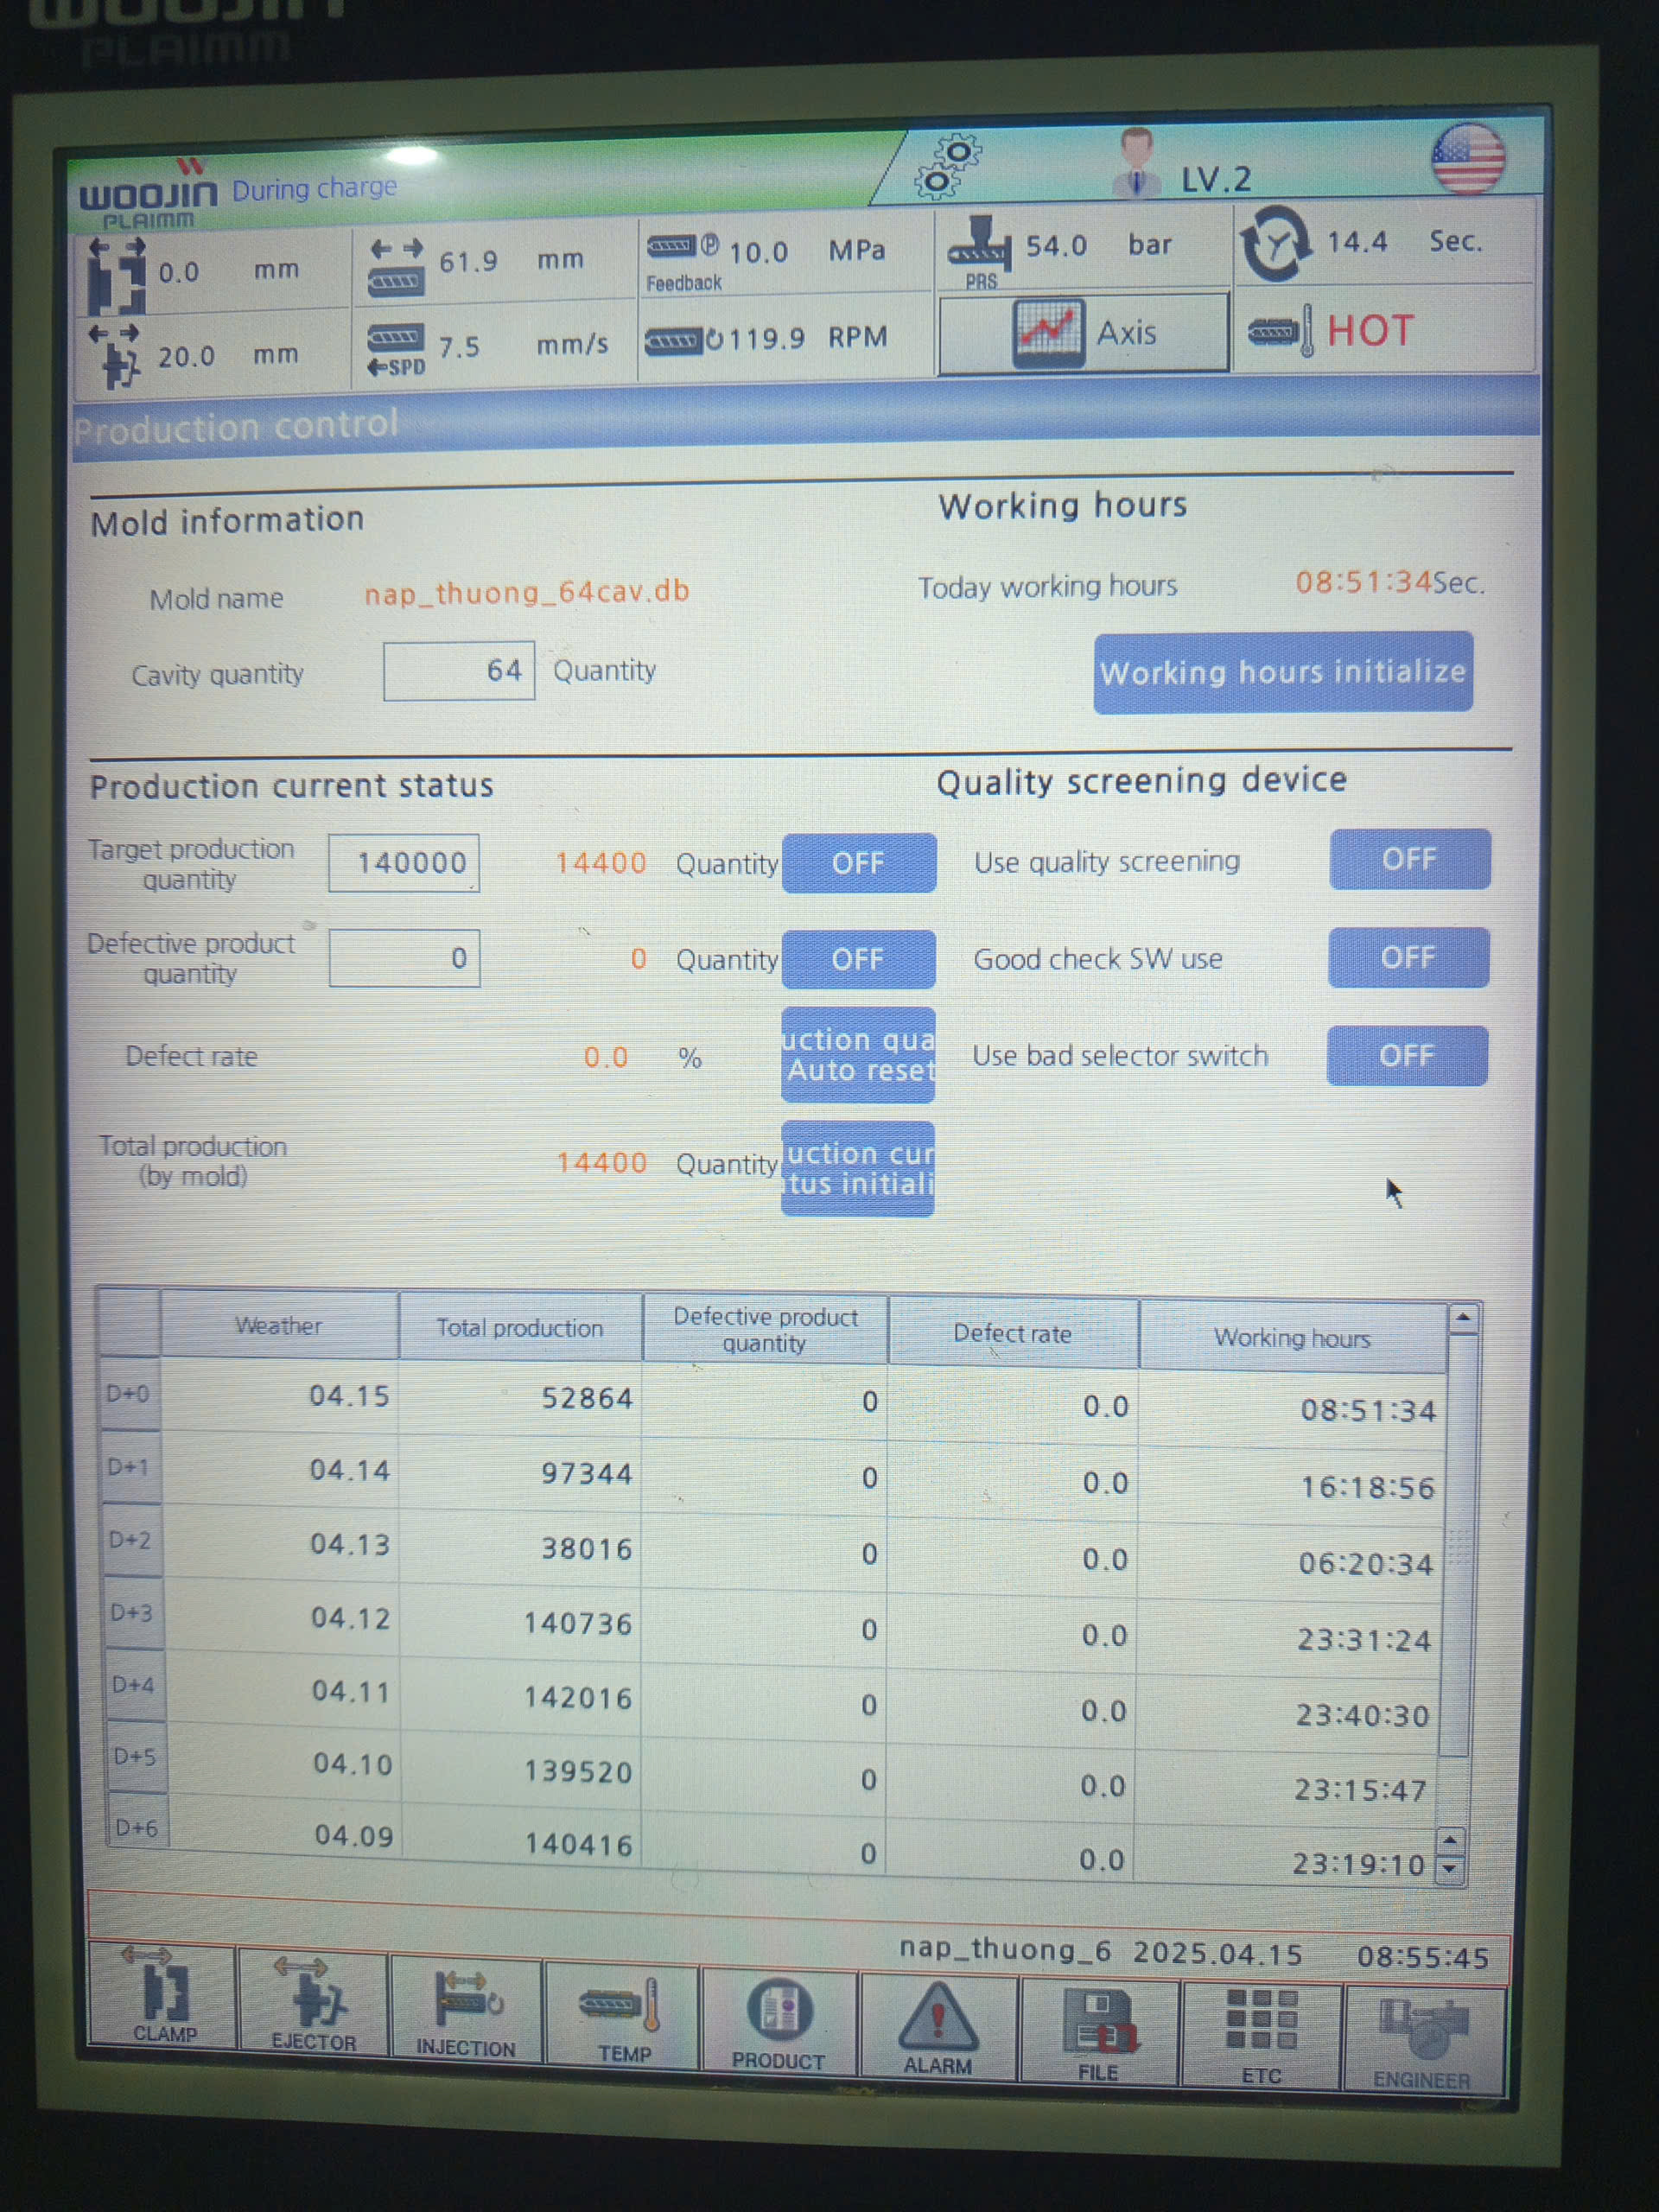 WOOJIN
PLAIMM
WOOJIN During charge LV.2
PLAIMM
0.0 mm 61.9 mm P 10.0 MPa 54.0 bar 14.4 Sec.
Feedback PRS
20.0 mm SPD 7.5 mm/s 119.9 RPM Axis HOT
Production control
Mold information Working hours
Mold name nap_thuong_64cav.db Today working hours 08:51:34Sec.
Cavity quantity 64 Quantity Working hours initialize
Production current status Quality screening device
Target production quantity 140000 14400 Quantity OFF Use quality screening OFF
Defective product quantity 0 0 Quantity OFF Good check SW use OFF
Defect rate 0.0 % uction qua Auto reset Use bad selector switch OFF
Total production (by mold) 14400 Quantity uction cur tus initiali
Weather Total production Defective product quantity Defect rate Working hours
D+0 04.15 52864 0 0.0 08:51:34
D+1 04.14 97344 0 0.0 16:18:56
D+2 04.13 38016 0 0.0 06:20:34
D+3 04.12 140736 0 0.0 23:31:24
D+4 04.11 142016 0 0.0 23:40:30
D+5 04.10 139520 0 0.0 23:15:47
D+6 04.09 140416 0 0.0 23:19:10
nap_thuong_6 2025.04.15 08:55:45
CLAMP EJECTOR INJECTION TEMP PRODUCT ALARM FILE ETC ENGINEER